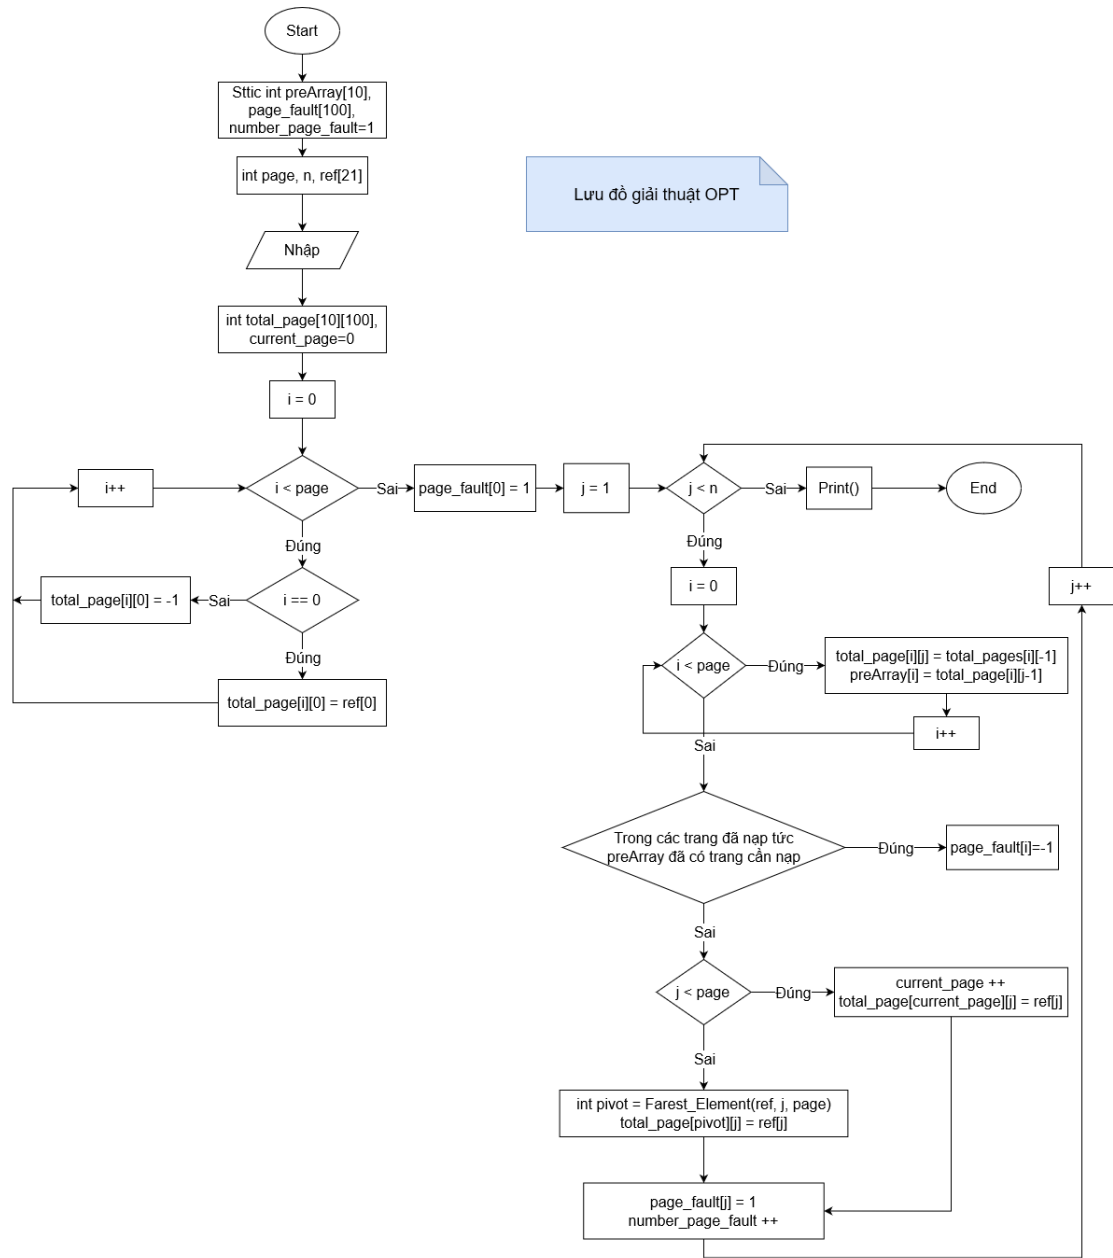 Start
Sttic int preArray[10],
page_fault[100],
number_page_fault=1
int page, n, ref[21]
Lưu đồ giải thuật OPT
Nhập
int total_page[10][100],
current_page=0
i = 0
i++
i < page
Sai
page_fault[0] = 1
j = 1
j < n
Sai
Print()
End
Đúng
Đúng
total_page[i][0] = -1
Sai
i == 0
i = 0
j++
Đúng
total_page[i][0] = ref[0]
i < page
Đúng
total_page[i][j] = total_pages[i][-1]
preArray[i] = total_page[i][j-1]
i++
Sai
Trong các trang đã nạp tức
preArray đã có trang cần nạp
Đúng
page_fault[i]=-1
Sai
j < page
Đúng
current_page ++
total_page[current_page][j] = ref[j]
Sai
int pivot = Farest_Element(ref, j, page)
total_page[pivot][j] = ref[j]
page_fault[j] = 1
number_page_fault ++